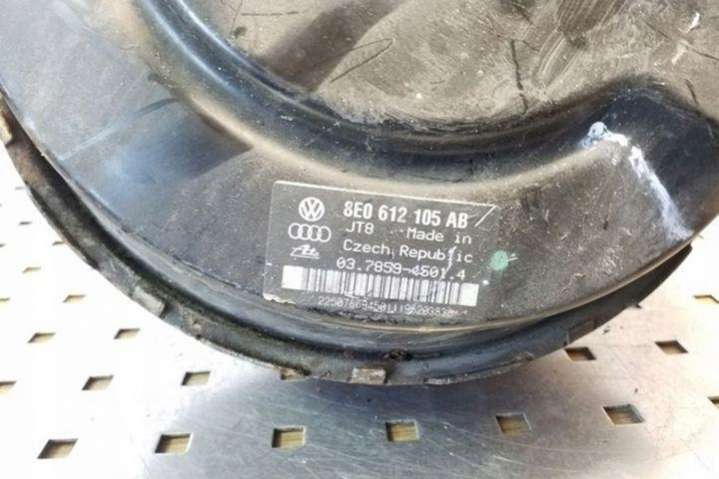 8E0 612 105 AB
JT8 Made in
Czech Republic
03.7859-4501.4